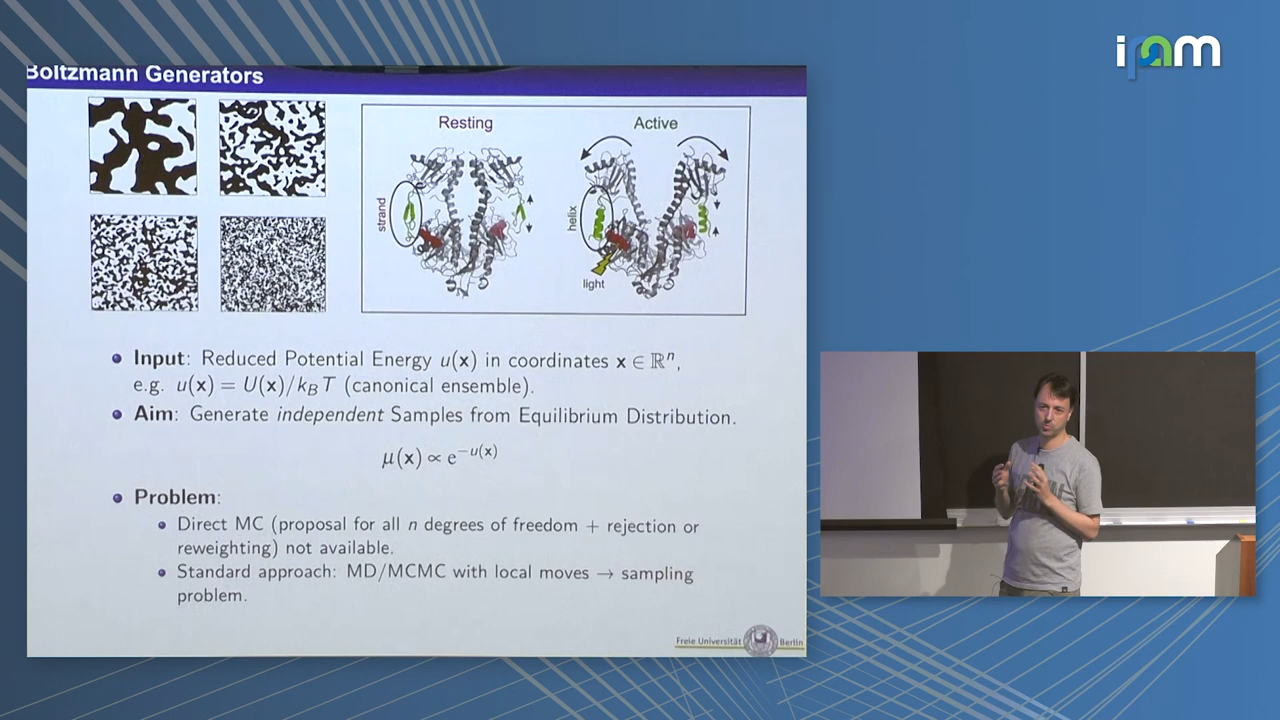 ipam
Boltzmann Generators
Resting
Active
strand
helix
light
Input: Reduced Potential Energy u(x) in coordinates x ∈ ℝⁿ,
e.g. u(x) = U(x)/k_B T (canonical ensemble).
Aim: Generate independent Samples from Equilibrium Distribution.
μ(x) ∝ e^{−u(x)}
Problem:
Direct MC (proposal for all n degrees of freedom + rejection or
reweighting) not available.
Standard approach: MD/MCMC with local moves → sampling
problem.
Freie Universität Berlin